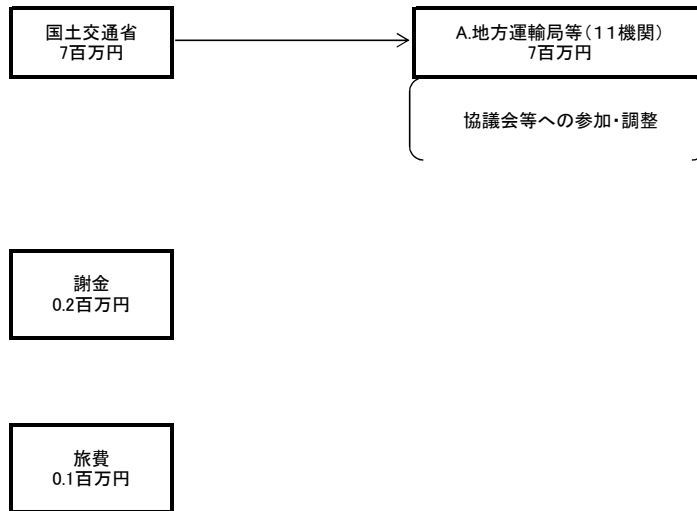 国土交通省
7百万円
A.地方運輸局等(11機関)
7百万円
協議会等への参加・調整
謝金
0.2百万円
旅費
0.1百万円